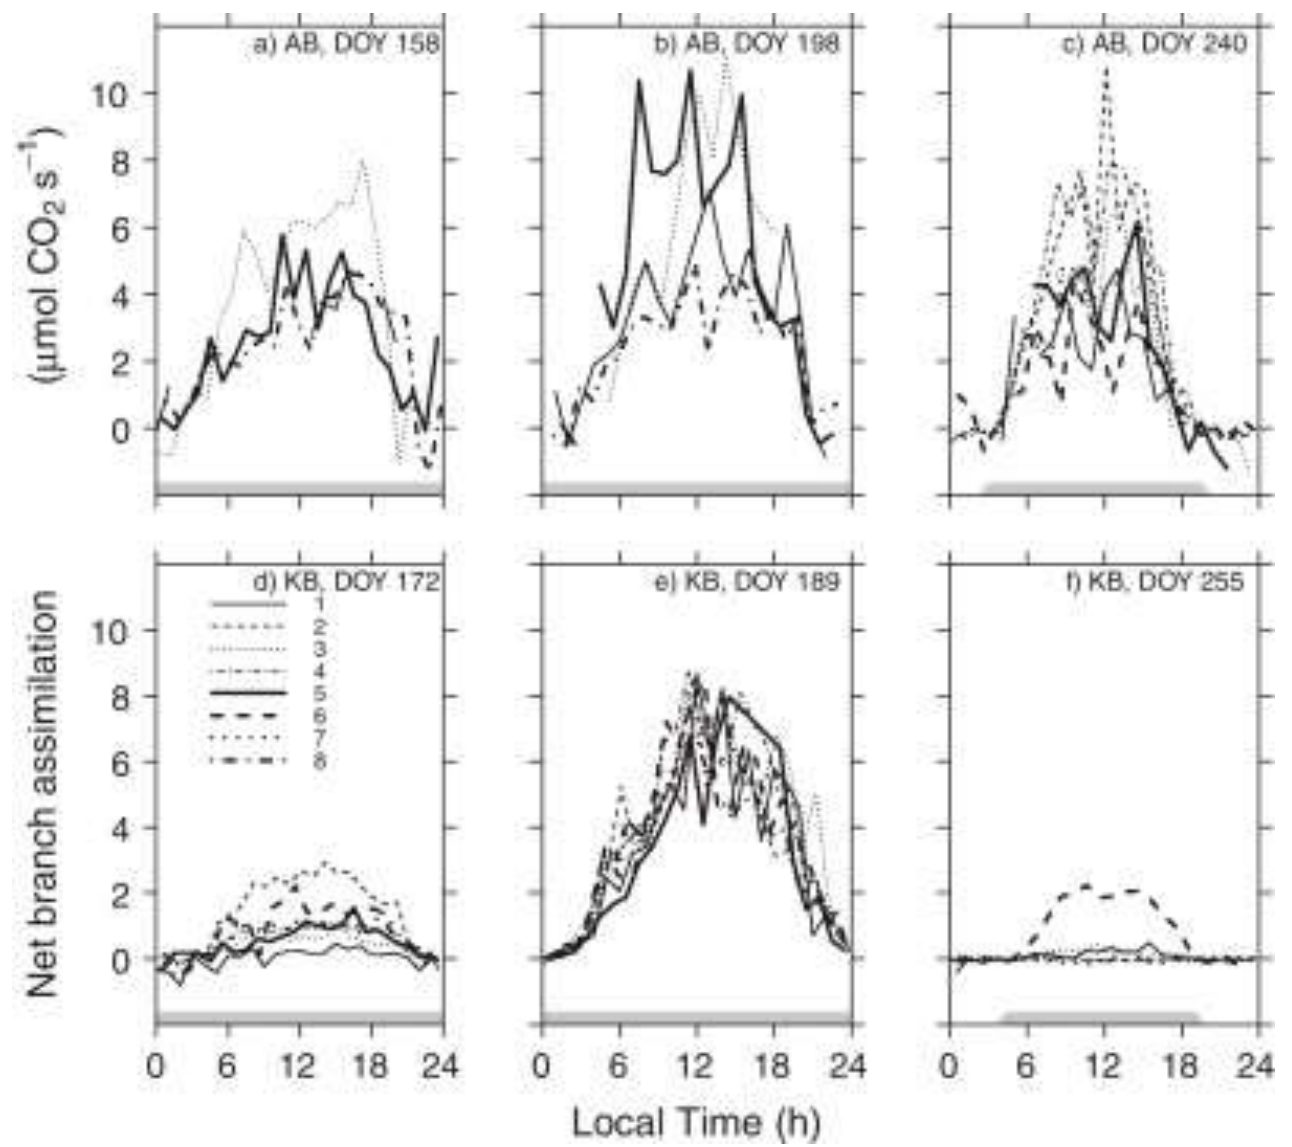 a) AB, DOY 158
b) AB, DOY 198
c) AB, DOY 240
10
8
6
4
2
0
(µmol CO₂ s⁻¹)
d) KB, DOY 172
e) KB, DOY 189
f) KB, DOY 255
1
2
3
4
5
6
7
8
10
8
6
4
2
0
Net branch assimilation
0 6 12 18 24
0 6 12 18 24
0 6 12 18 24
Local Time (h)